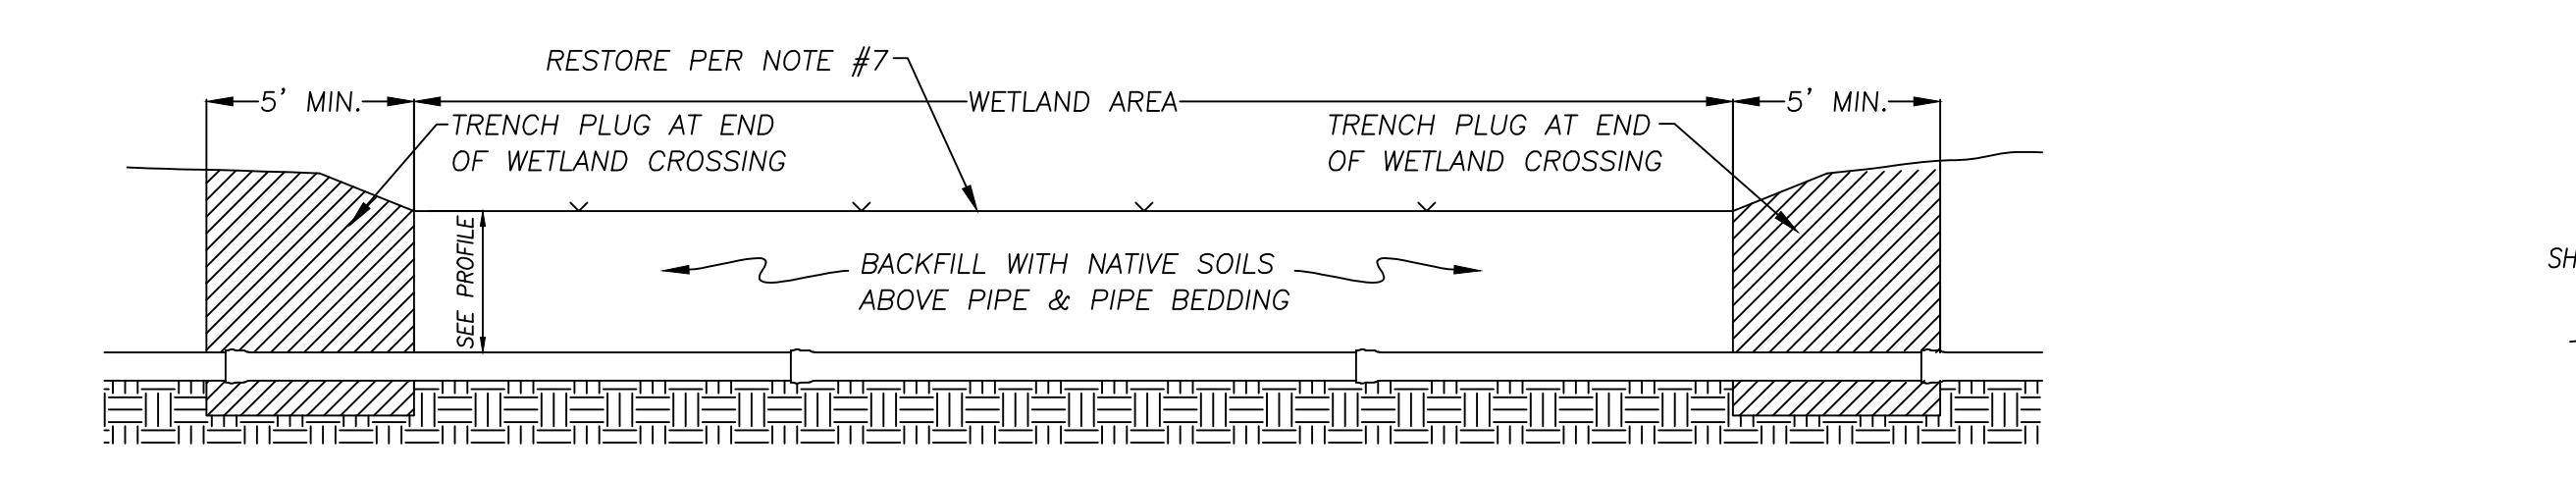 RESTORE PER NOTE #7
5' MIN.
WETLAND AREA
5' MIN.
TRENCH PLUG AT END
OF WETLAND CROSSING
TRENCH PLUG AT END
OF WETLAND CROSSING
SEE PROFILE
BACKFILL WITH NATIVE SOILS
ABOVE PIPE & PIPE BEDDING